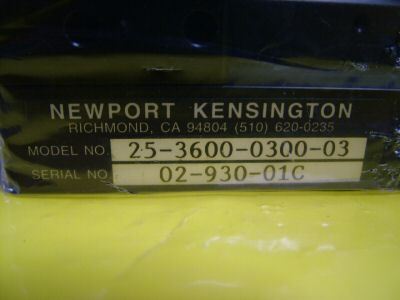 NEWPORT KENSINGTON
RICHMOND, CA 94804 (510) 620-0235
MODEL NO. 25-3600-0300-03
SERIAL NO. 02-930-01C